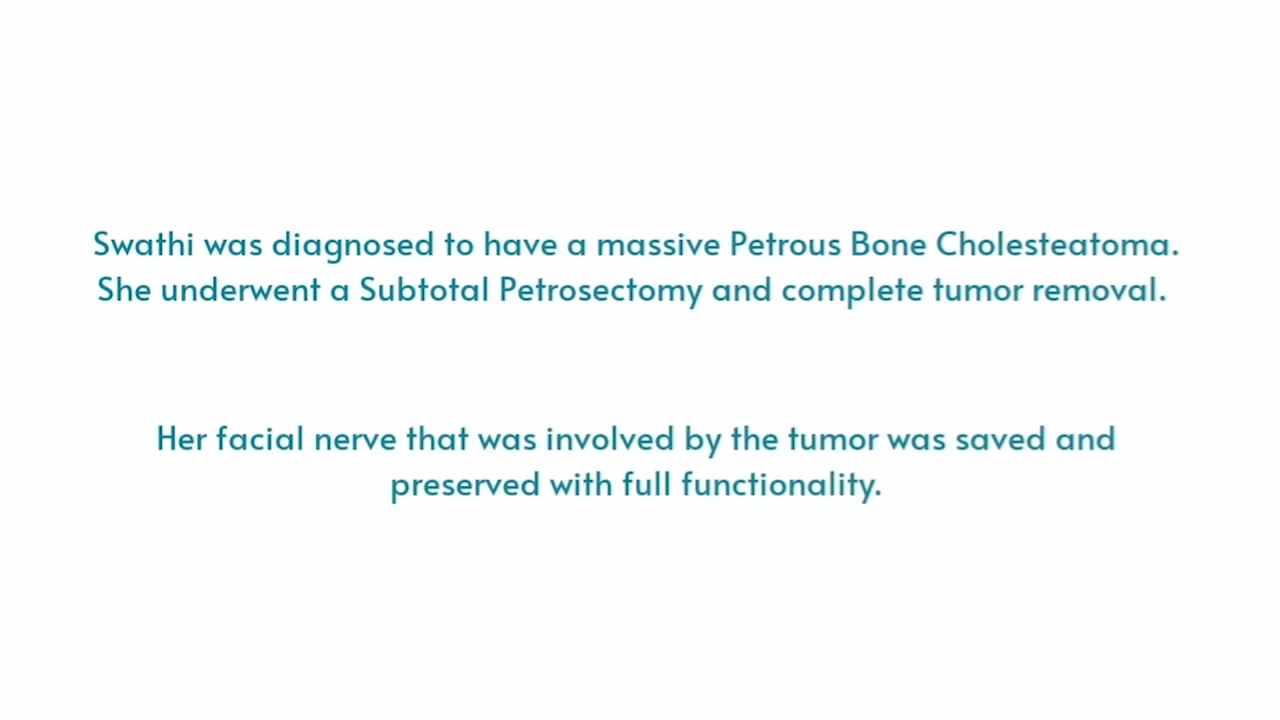 Swathi was diagnosed to have a massive Petrous Bone Cholesteatoma.
She underwent a Subtotal Petrosectomy and complete tumor removal.
Her facial nerve that was involved by the tumor was saved and
preserved with full functionality.